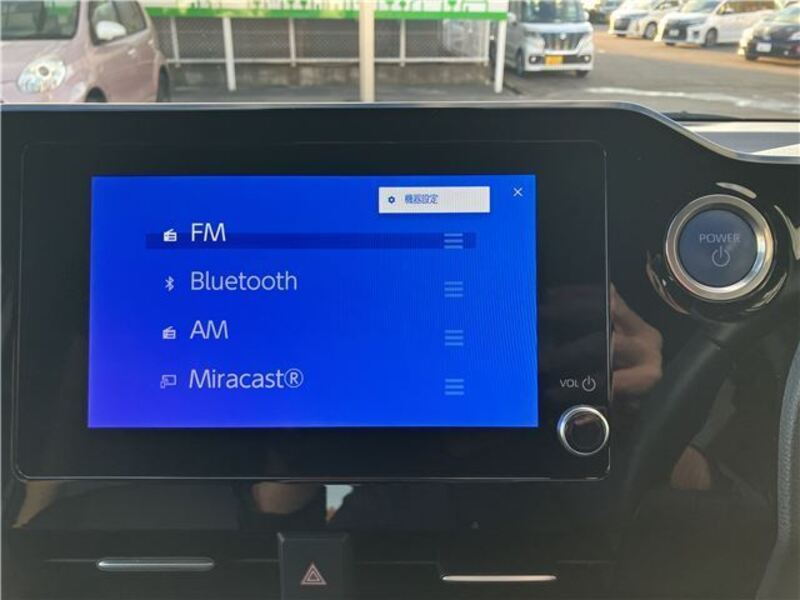 機器設定
FM
Bluetooth
AM
Miracast®
POWER
VOL